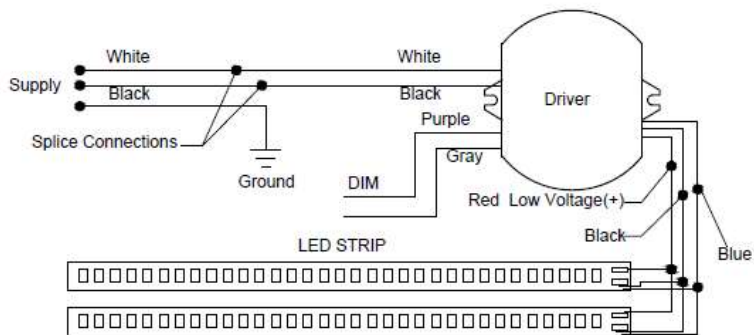 White
White
Supply
Black
Black
Driver
Purple
Splice Connections
Gray
Ground
DIM
Red Low Voltage(+)
Black
LED STRIP
Blue